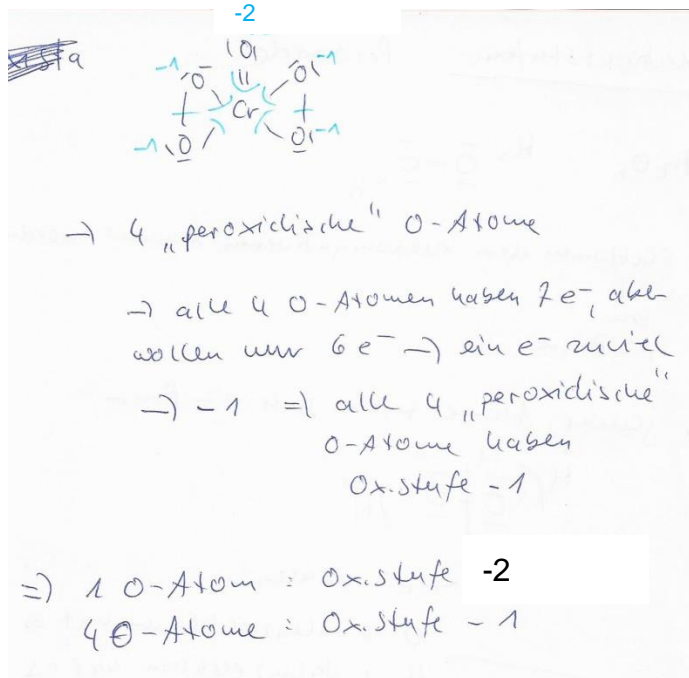 -2
|O|
-1 O O -1
Cr
-1 O O -1
→ 4 „peroxidische" O-Atome
→ alle 4 O-Atomen haben 7 e⁻, aber
wollen nur 6 e⁻ → ein e⁻ zuviel
→ -1 ⇒ alle 4 „peroxidische"
O-Atome haben
Ox.stufe -1
⇒ 1 O-Atom : Ox.stufe -2
4 O-Atome : Ox.stufe -1